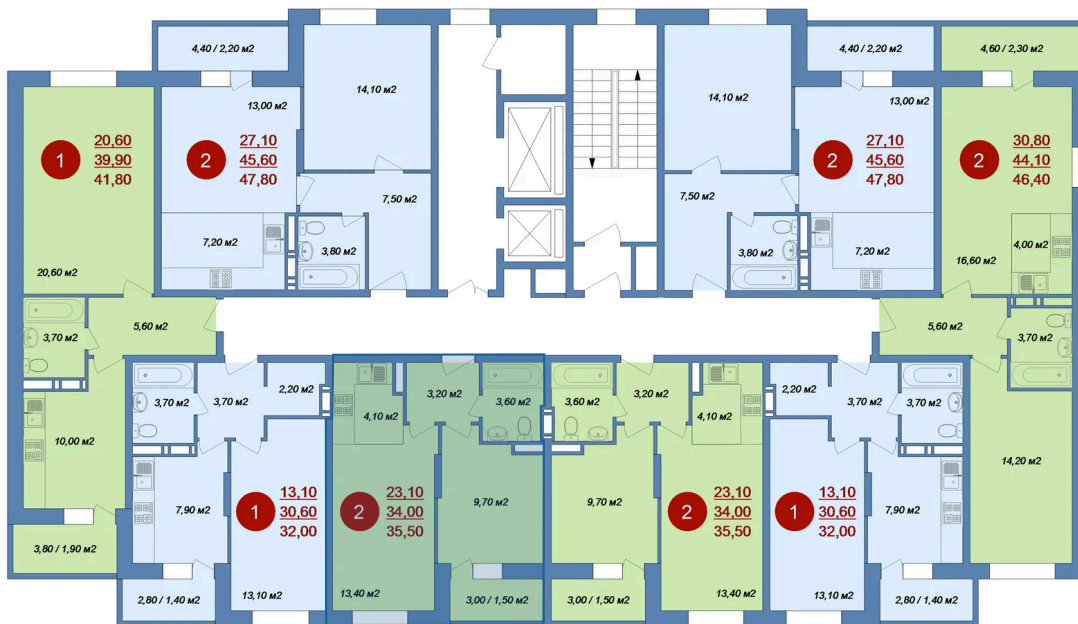 4,40 / 2,20 м2
14,10 м2
13,00 м2
2
27,10
45,60
47,80
7,20 м2
7,50 м2
3,80 м2
1
20,60
39,90
41,80
20,60 м2
3,70 м2
5,60 м2
10,00 м2
3,80 / 1,90 м2
14,10 м2
4,40 / 2,20 м2
13,00 м2
2
27,10
45,60
47,80
7,50 м2
3,80 м2
7,20 м2
4,60 / 2,30 м2
2
30,80
44,10
46,40
4,00 м2
16,60 м2
5,60 м2
3,70 м2
14,20 м2
3,70 м2
3,70 м2
2,20 м2
7,90 м2
1
13,10
30,60
32,00
2,80 / 1,40 м2
13,10 м2
4,10 м2
3,20 м2
3,60 м2
2
23,10
34,00
35,50
9,70 м2
13,40 м2
3,00 / 1,50 м2
3,60 м2
3,20 м2
4,10 м2
9,70 м2
2
23,10
34,00
35,50
3,00 / 1,50 м2
13,40 м2
2,20 м2
3,70 м2
3,70 м2
1
13,10
30,60
32,00
7,90 м2
13,10 м2
2,80 / 1,40 м2